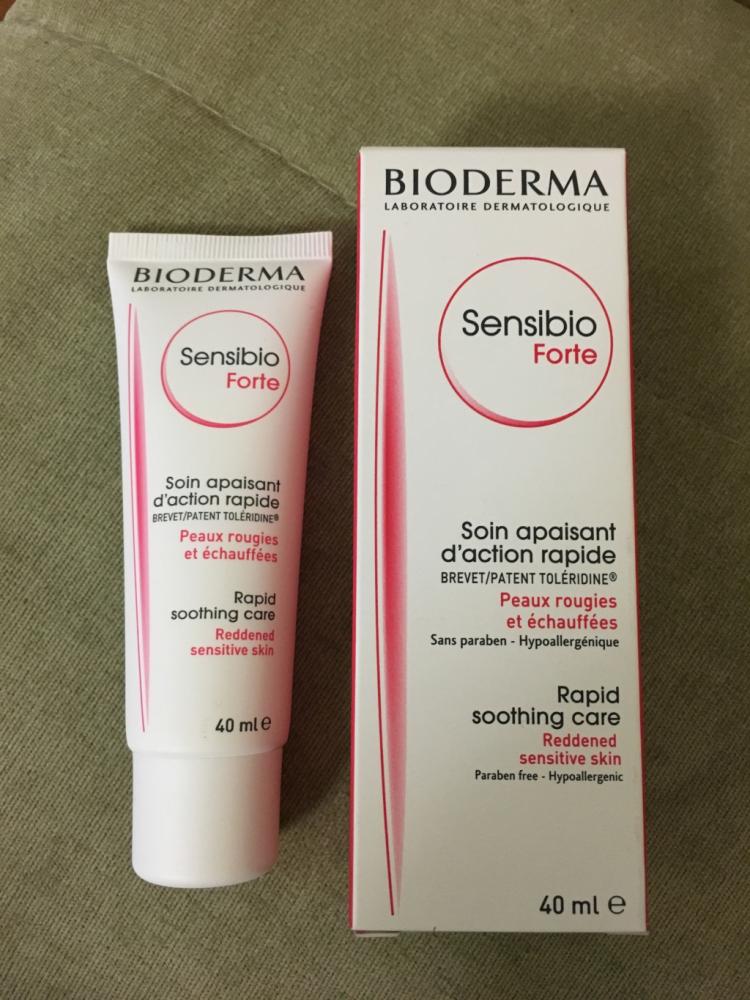 BIODERMA
LABORATOIRE DERMATOLOGIQUE
Sensibio
Forte
Soin apaisant
d'action rapide
BREVET/PATENT TOLÉRIDINE®
Peaux rougies
et échauffées
Rapid
soothing care
Reddened
sensitive skin
40 ml e
BIODERMA
LABORATOIRE DERMATOLOGIQUE
Sensibio
Forte
Soin apaisant
d'action rapide
BREVET/PATENT TOLÉRIDINE®
Peaux rougies
et échauffées
Sans paraben - Hypoallergénique
Rapid
soothing care
Reddened
sensitive skin
Paraben free - Hypoallergenic
40 ml e